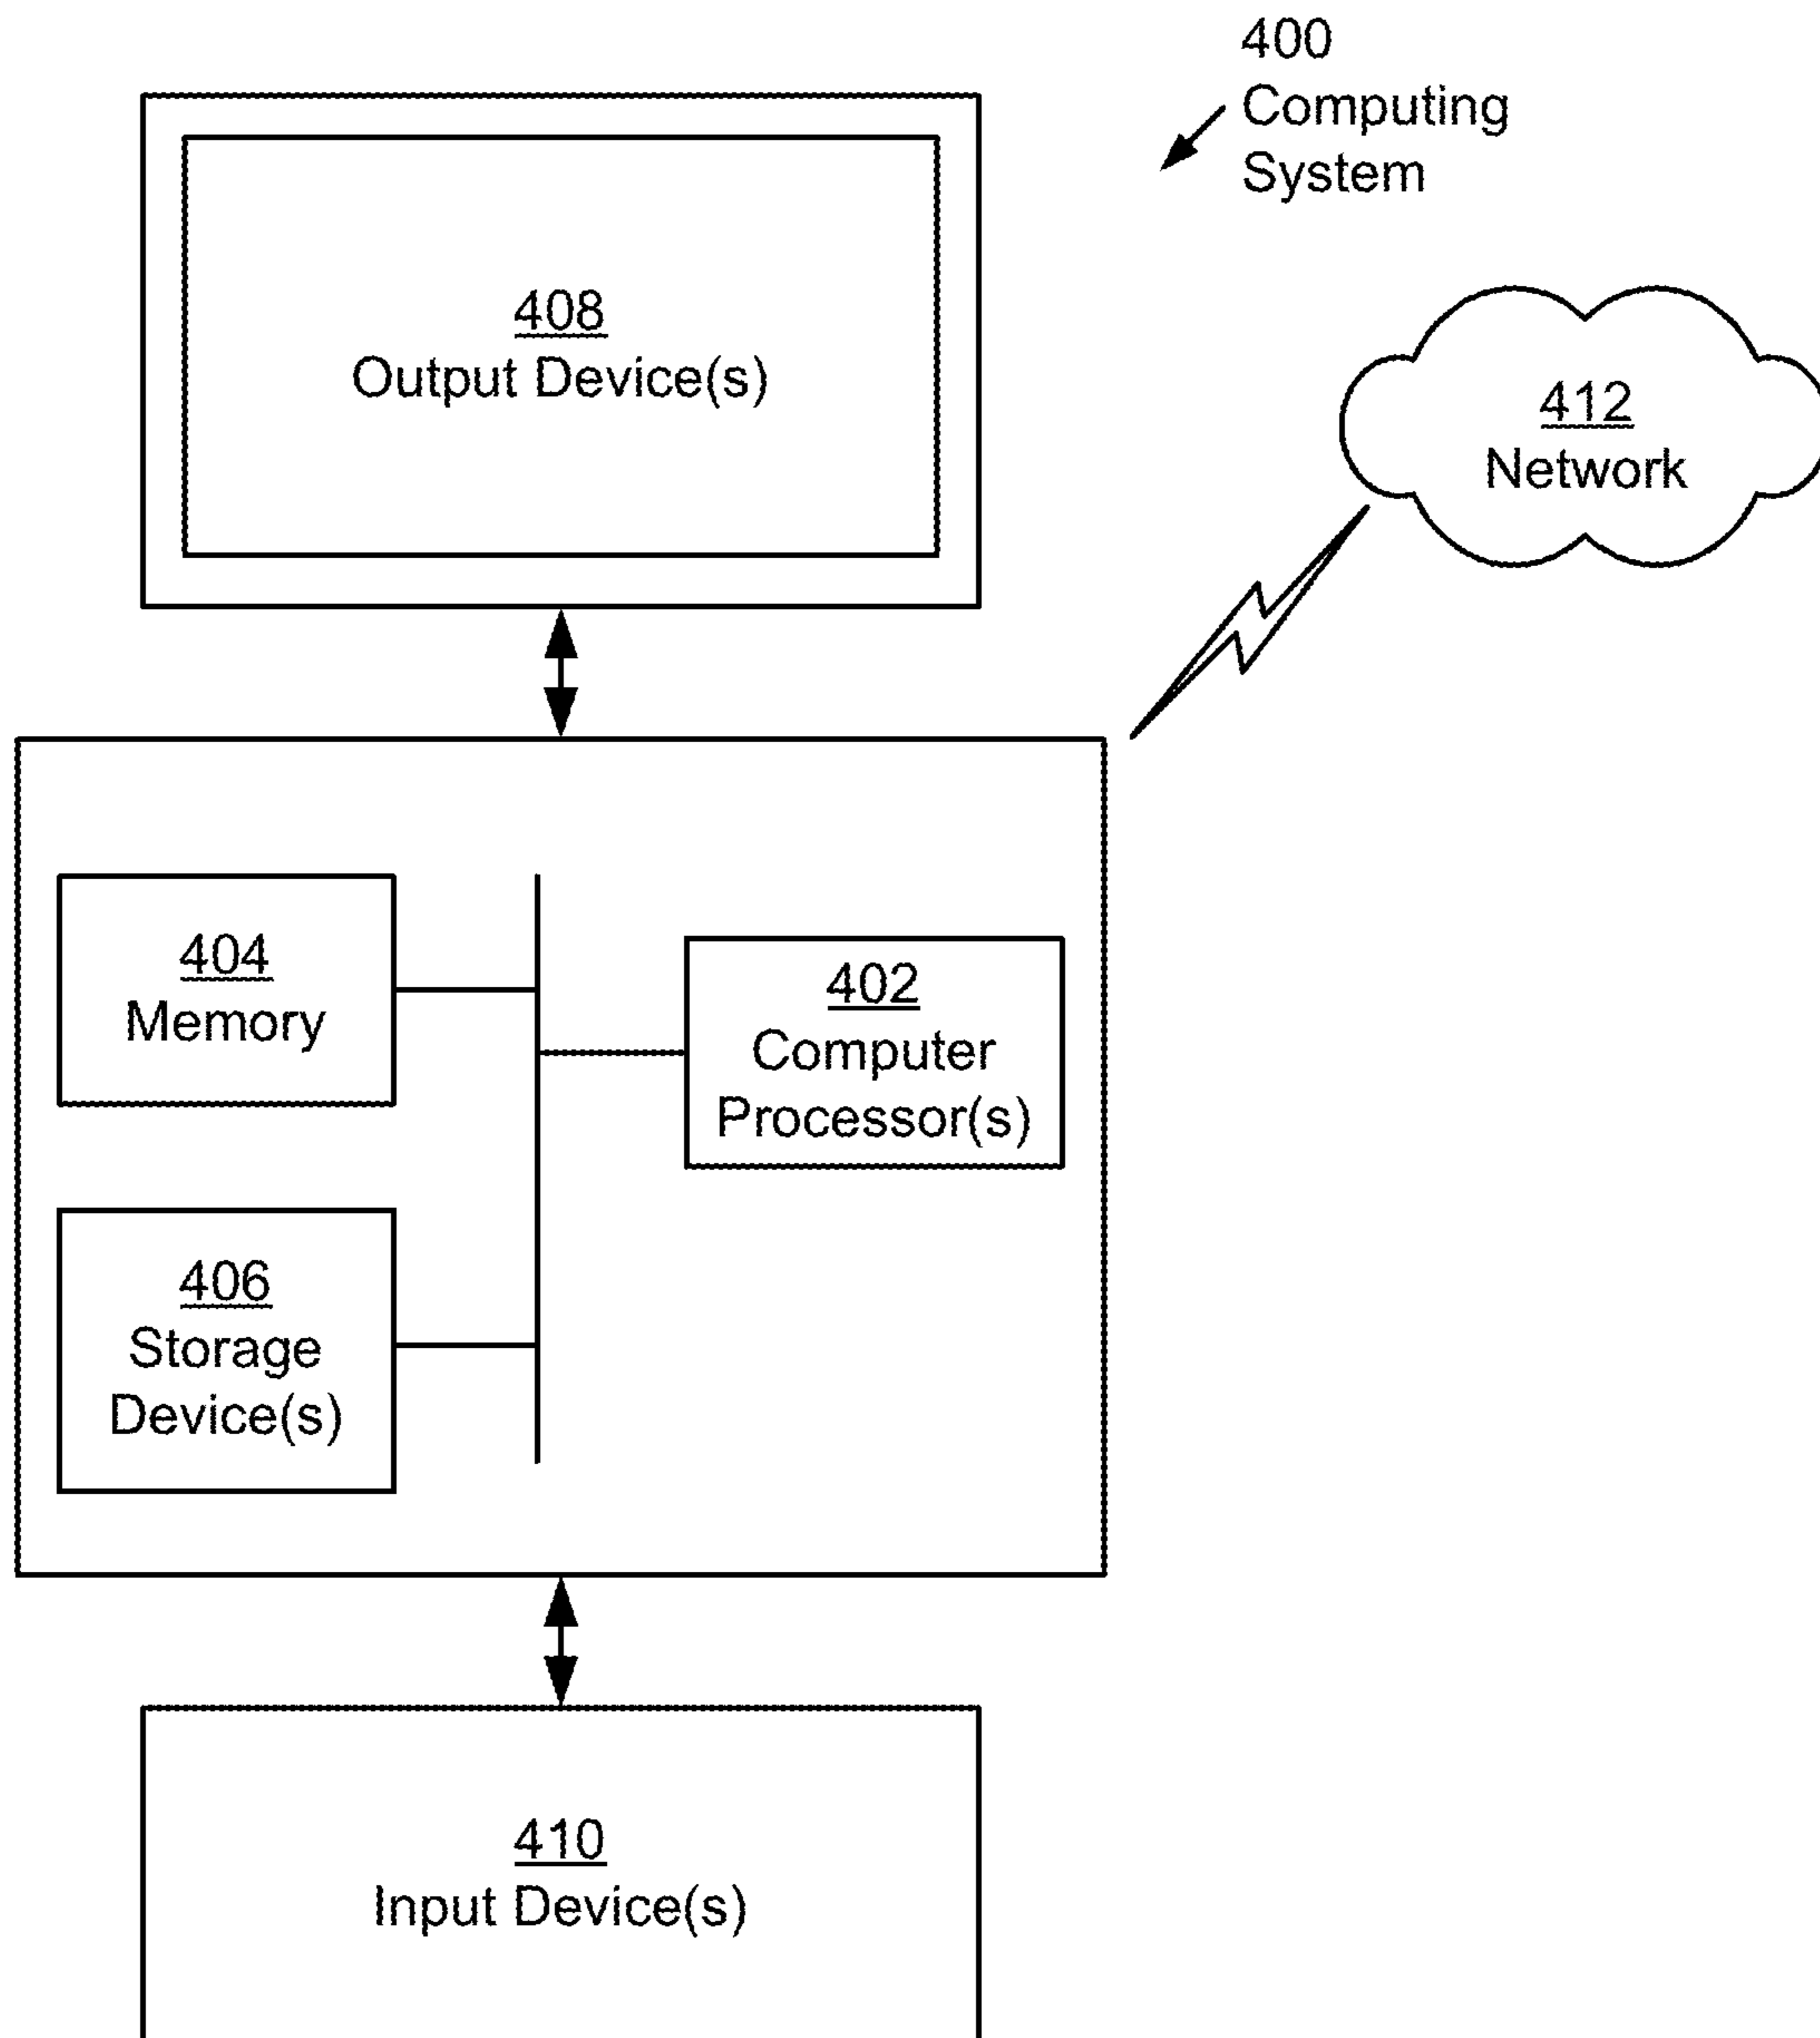 400
Computing
System
408
Output Device(s)
412
Network
404
Memory
402
Computer
Processor(s)
406
Storage
Device(s)
410
Input Device(s)